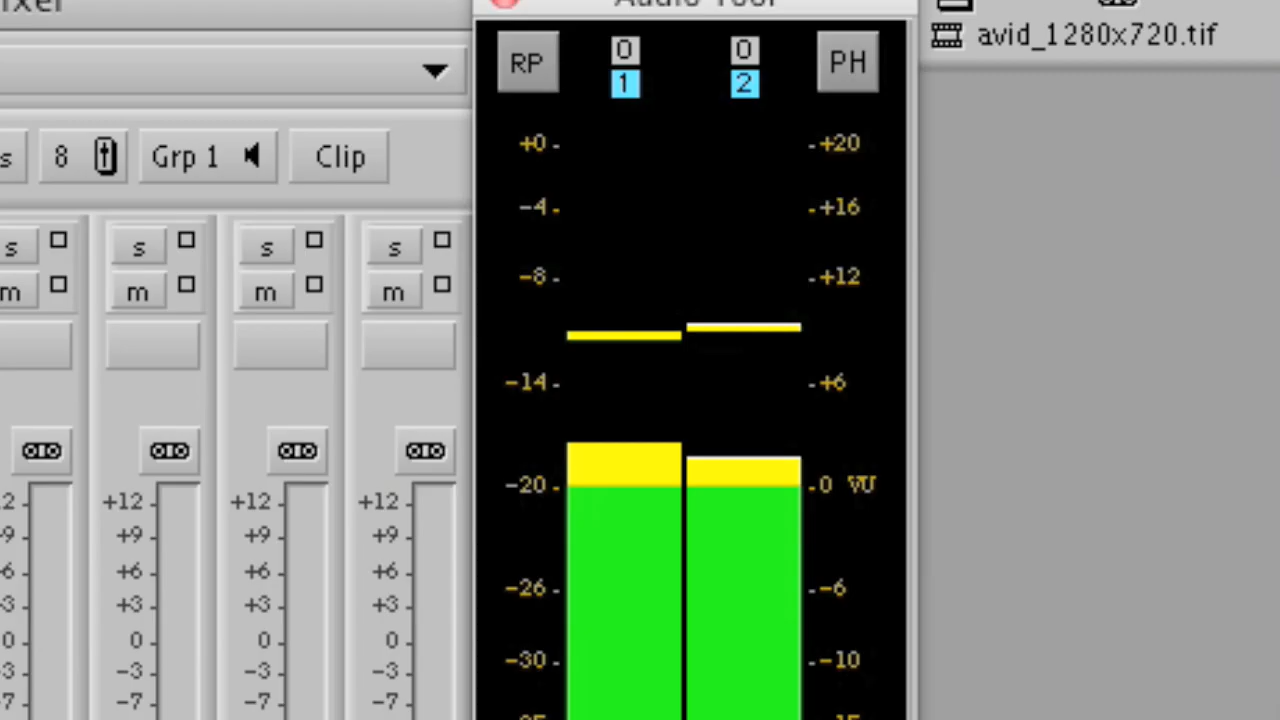 Audio Tool
avid_1280x720.tif
RP
0
0
PH
1
2
8
Grp 1
Clip
s
s
s
s
m
m
m
m
+0
-4
-8
-14
-20
-26
-30
+20
+16
+12
+6
0 VU
-6
-10
+12
+12
+12
+9
+9
+9
+6
+6
+6
+3
+3
+3
0
0
0
-3
-3
-3
-7
-7
-7